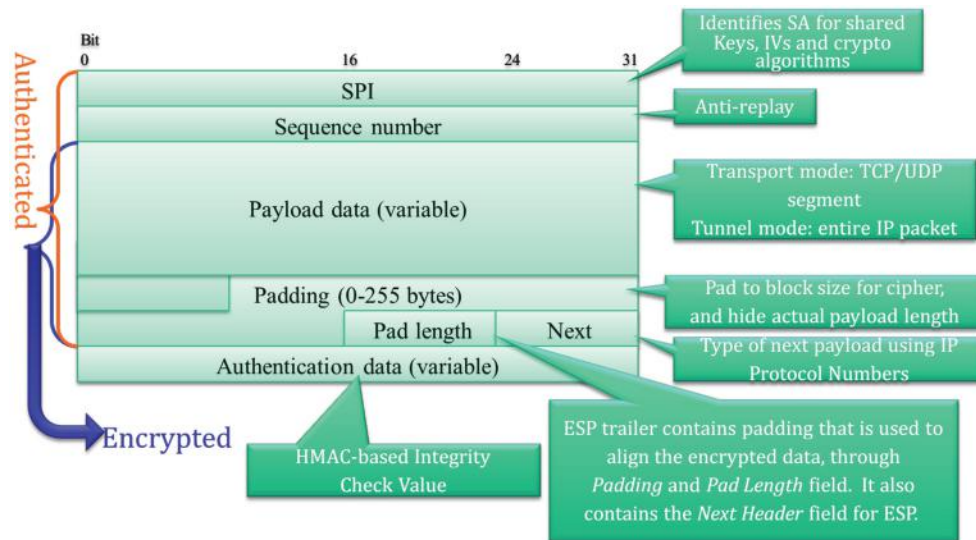 Bit
0 16 24 31
SPI
Sequence number
Payload data (variable)
Padding (0-255 bytes)
Pad length Next
Authentication data (variable)
Authenticated
Encrypted
Identifies SA for shared
Keys, IVs and crypto
algorithms
Anti-replay
Transport mode: TCP/UDP
segment
Tunnel mode: entire IP packet
Pad to block size for cipher,
and hide actual payload length
Type of next payload using IP
Protocol Numbers
HMAC-based Integrity
Check Value
ESP trailer contains padding that is used to
align the encrypted data, through
Padding and Pad Length field. It also
contains the Next Header field for ESP.